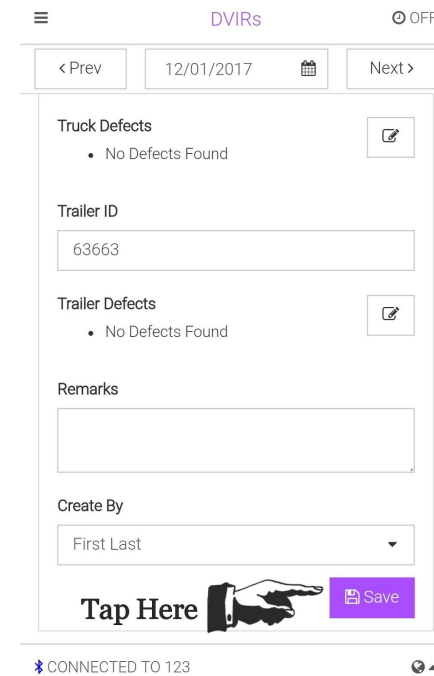 DVIRs
OFF
Prev
12/01/2017
Next
Truck Defects
• No Defects Found
Trailer ID
63663
Trailer Defects
• No Defects Found
Remarks
Create By
First Last
Tap Here
Save
CONNECTED TO 123